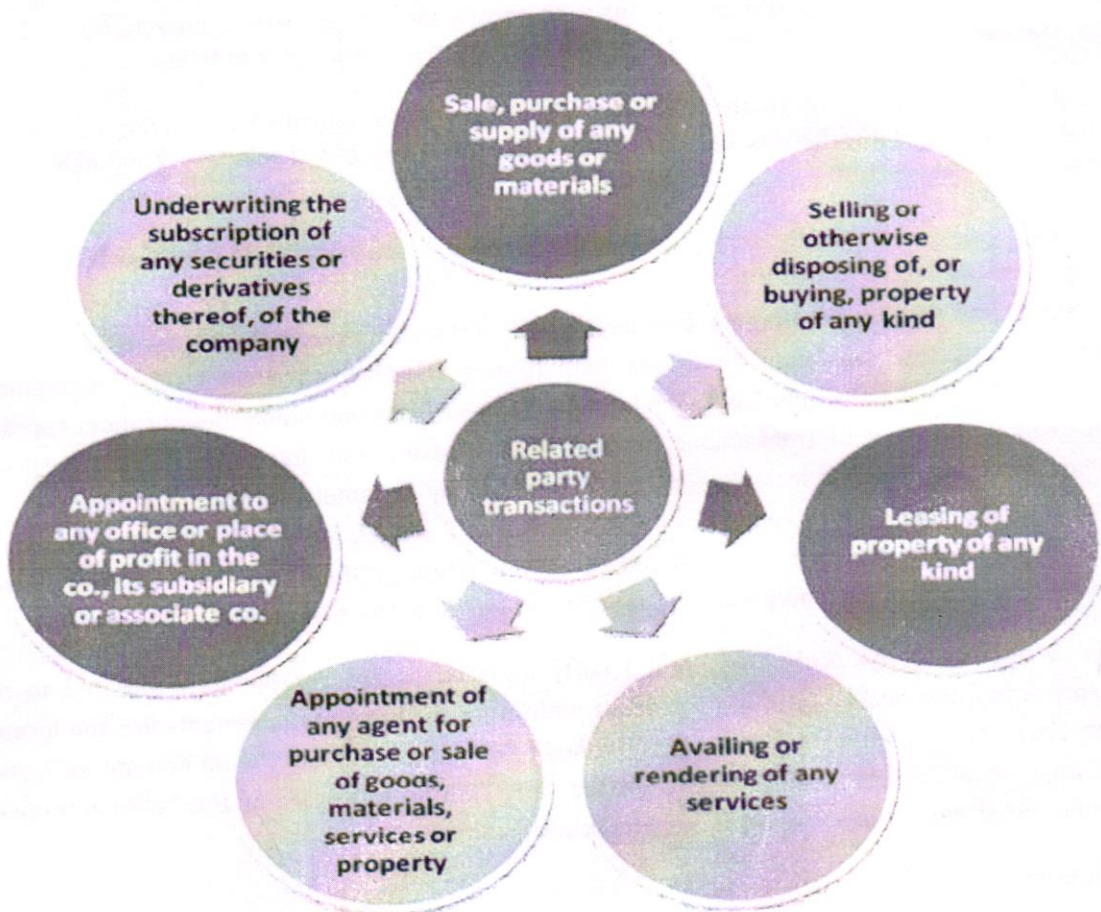 Sale, purchase or
supply of any
goods or
materials
Selling or
otherwise
disposing of, or
buying, property
of any kind
Leasing of
property of any
kind
Availing or
rendering of any
services
Appointment of
any agent for
purchase or sale
of goods,
materials,
services or
property
Appointment to
any office or place
of profit in the
co., its subsidiary
or associate co.
Underwriting the
subscription of
any securities or
derivatives
thereof, of the
company
Related
party
transactions